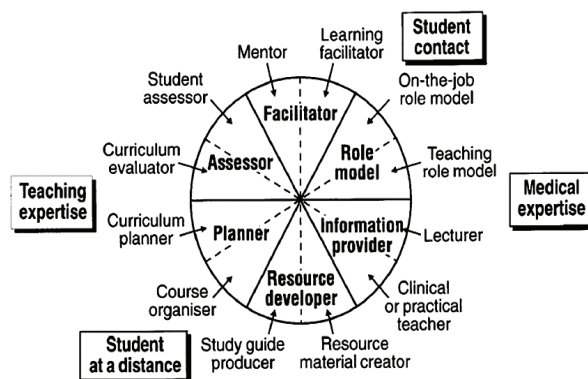 Student
contact
Learning
facilitator
Mentor
On-the-job
role model
Student
assessor
Facilitator
Curriculum
evaluator
Assessor
Role
model
Teaching
role model
Teaching
expertise
Medical
expertise
Curriculum
planner
Planner
Information
provider
Lecturer
Resource
developer
Course
organiser
Clinical
or practical
teacher
Student
at a distance
Study guide
producer
Resource
material creator